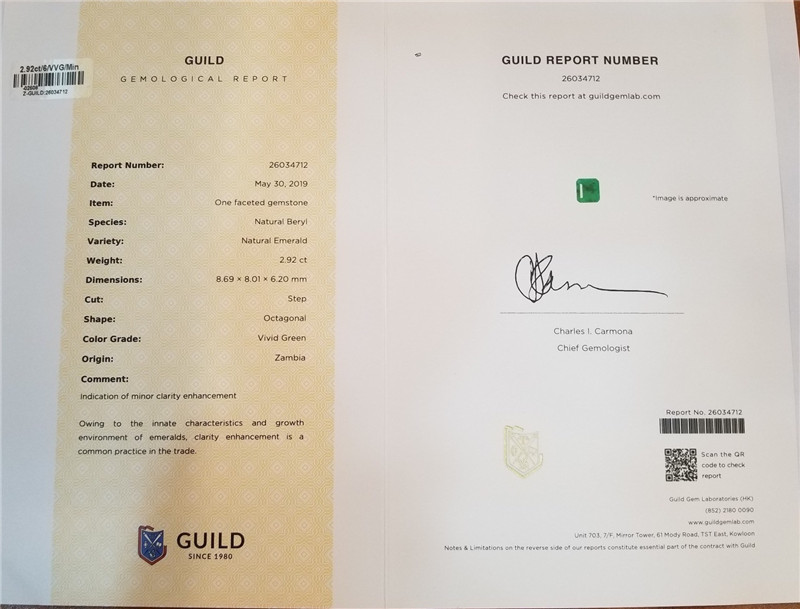 2.92ct/6/VVG/Min
Z-GUILD:26034712
GUILD
GEMOLOGICAL REPORT
Report Number: 26034712
Date: May 30, 2019
Item: One faceted gemstone
Species: Natural Beryl
Variety: Natural Emerald
Weight: 2.92 ct
Dimensions: 8.69 × 8.01 × 6.20 mm
Cut: Step
Shape: Octagonal
Color Grade: Vivid Green
Origin: Zambia
Comment:
Indication of minor clarity enhancement
Owing to the innate characteristics and growth
environment of emeralds, clarity enhancement is a
common practice in the trade.
GUILD
SINCE 1980
GUILD REPORT NUMBER
26034712
Check this report at guildgemlab.com
*Image is approximate
Charles I. Carmona
Chief Gemologist
Report No. 26034712
Scan the QR
code to check
report
Guild Gem Laboratories (HK)
(852) 2180 0090
www.guildgemlab.com
Unit 703, 7/F, Mirror Tower, 61 Mody Road, TST East, Kowloon
Notes & Limitations on the reverse side of our reports constitute essential part of the contract with Guild.